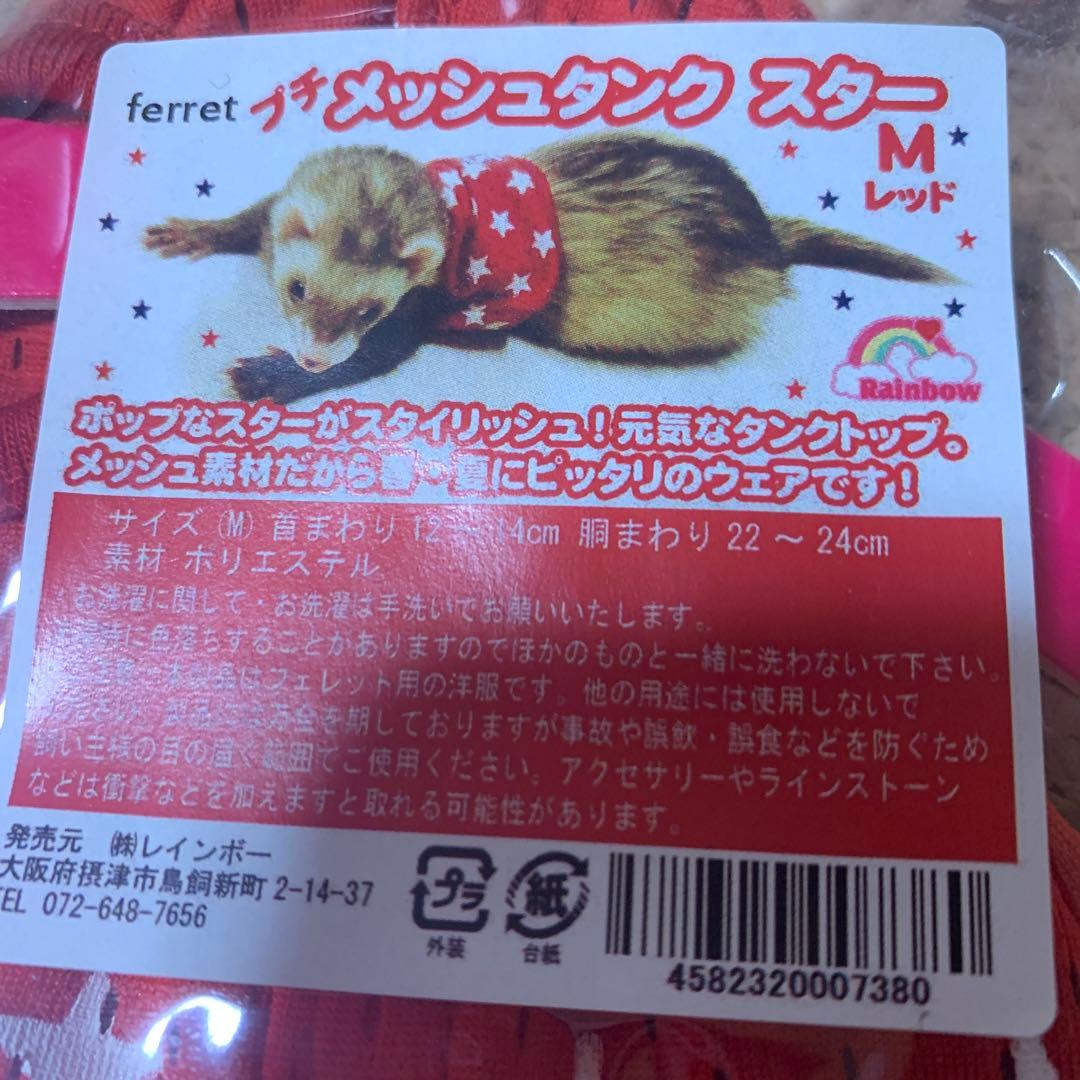 ferret プチ メッシュタンク スター
M
レッド
Rainbow
ポップなスターがスタイリッシュ！元気なタンクトップ。
メッシュ素材だから春～夏にピッタリのウェアです！
サイズ (M) 首まわり 12 ～ 14cm 胴まわり 22 ～ 24cm
素材 ポリエステル
お洗濯に関して・お洗濯は手洗いでお願いいたします。
に色落ちすることがありますのでほかのものと一緒に洗わないで下さい。
本製品はフェレット用の洋服です。他の用途には使用しないで
ください。製品には万全を期しておりますが事故や誤飲・誤食などを防ぐため
飼い主様の目の届く範囲でご使用ください。アクセサリーやラインストーン
などは衝撃などを加えますと取れる可能性があります。
発売元 ㈱レインボー
大阪府摂津市鳥飼新町 2-14-37
TEL 072-648-7656
プラ
外装
紙
台紙
4582320007380